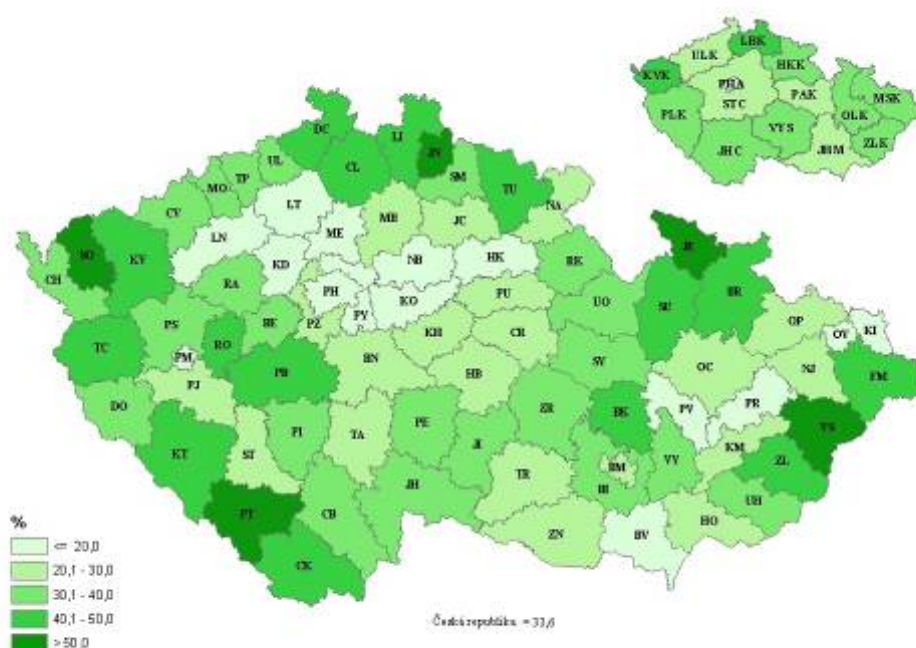 LBK
ULK
HKK
KVK
PHA
PAK
STC
MSK
PLK
OLK
VYS
JHC
ZLK
JHM
DC
LI
JN
UL
CL
TP
SM
MO
TU
LT
NA
CV
MB
JC
ME
LN
SO
KV
NB
HK
JE
KD
CH
RK
RA
PH
SU
BR
KO
PU
UO
BE
PS
PY
OP
PZ
KI
RO
OV
KH
CR
TC
SV
PM
BN
OC
PB
HB
NJ
FM
PJ
DO
ZR
BK
PV
PR
PE
VS
PI
TA
KT
ST
JI
KM
BM
VY
ZL
TR
BI
JH
UH
PT
CB
HO
ZN
BV
CK
%
<= 20,0
20,1 - 30,0
30,1 - 40,0
40,1 - 50,0
>50,0
Česká republika = 33,6